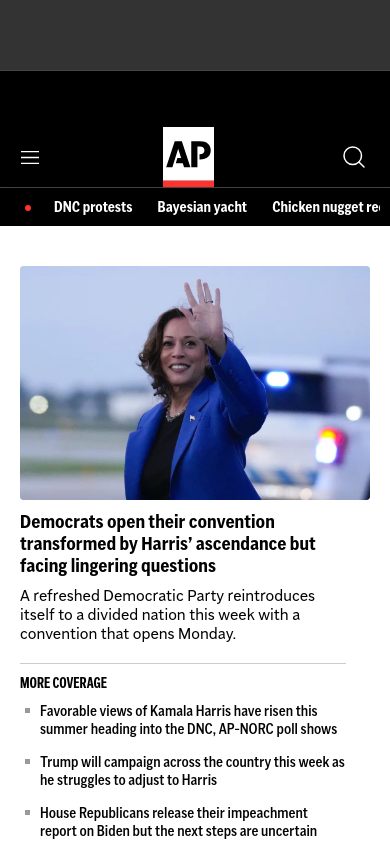 AP
DNC protests Bayesian yacht Chicken nugget
Democrats open their convention
transformed by Harris’ ascendance but
facing lingering questions
A refreshed Democratic Party reintroduces
itself to a divided nation this week with a
convention that opens Monday.
MORE COVERAGE
Favorable views of Kamala Harris have risen this
summer heading into the DNC, AP-NORC poll shows
Trump will campaign across the country this week as
he struggles to adjust to Harris
House Republicans release their impeachment
report on Biden but the next steps are uncertain